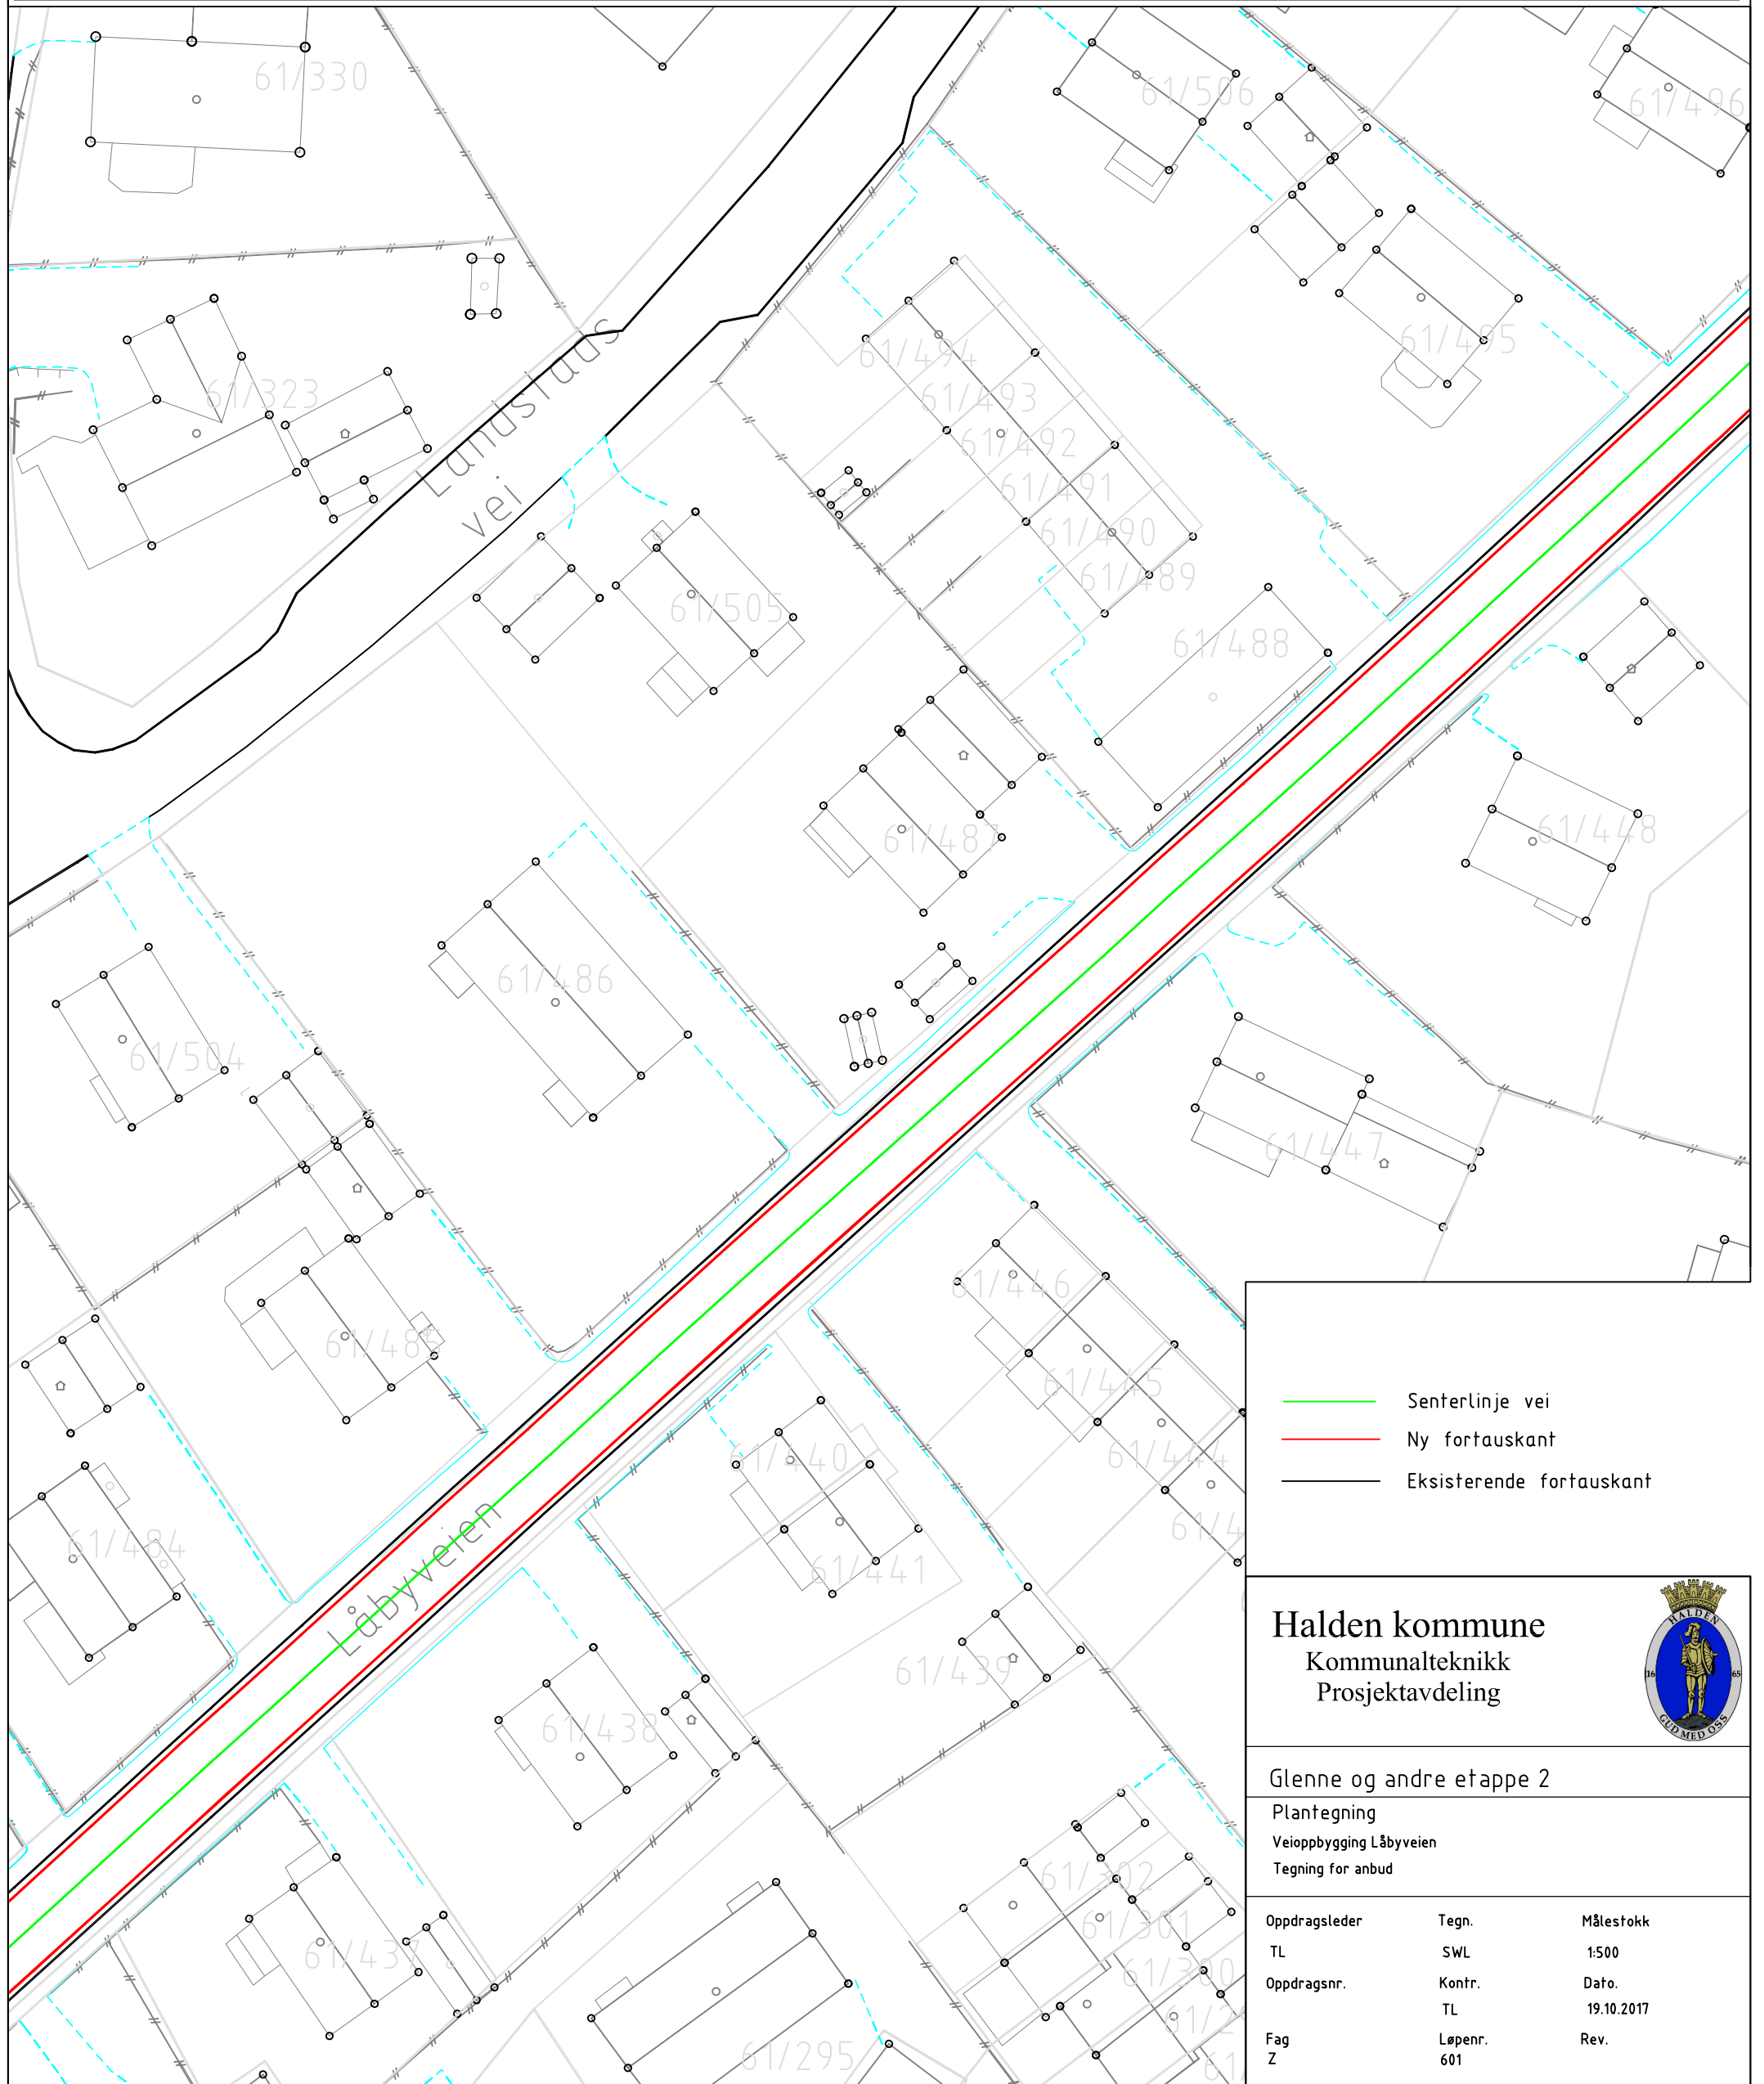 61/330
61/506
61/496
61/495
61/494
61/323
61/493
61/492
Landstads
vei
61/491
61/490
61/489
61/505
61/488
61/487
61/448
61/486
61/504
61/447
61/446
61/485
61/445
61/440
61/444
61/484
61/441
Låbyveien
61/439
61/438
61/302
61/301
61/437
61/300
61/295
Senterlinje vei
Ny fortauskant
Eksisterende fortauskant
Halden kommune
Kommunalteknikk
Prosjektavdeling
HALDEN
16 65
GUD MED OSS
Glenne og andre etappe 2
Plantegning
Veioppbygging Låbyveien
Tegning for anbud
Oppdragsleder Tegn. Målestokk
TL SWL 1:500
Oppdragsnr. Kontr. Dato.
TL 19.10.2017
Fag Løpenr. Rev.
Z 601